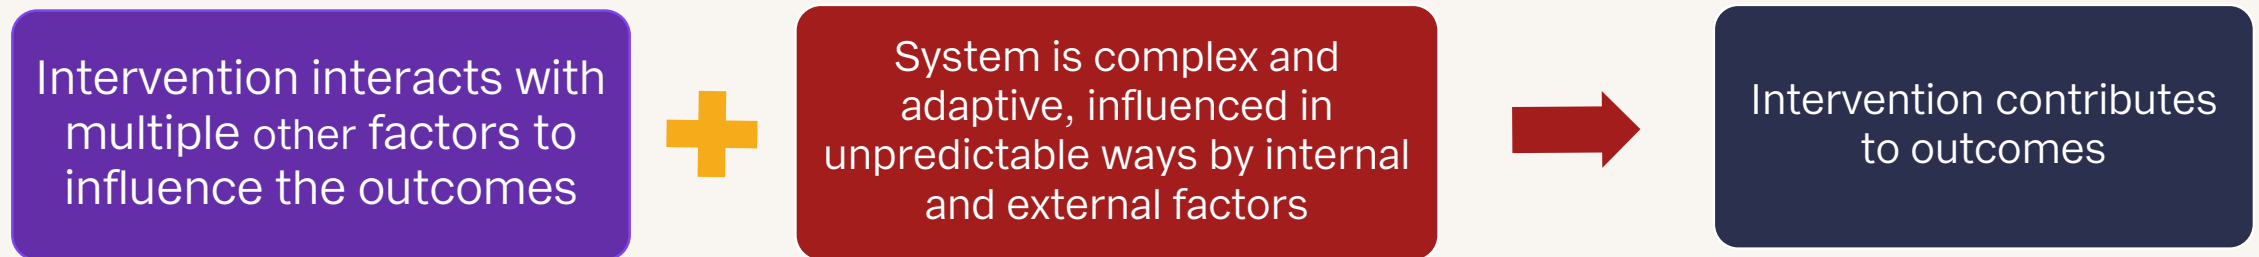 Intervention interacts with
multiple other factors to
influence the outcomes
System is complex and
adaptive, influenced in
unpredictable ways by internal
and external factors
Intervention contributes
to outcomes